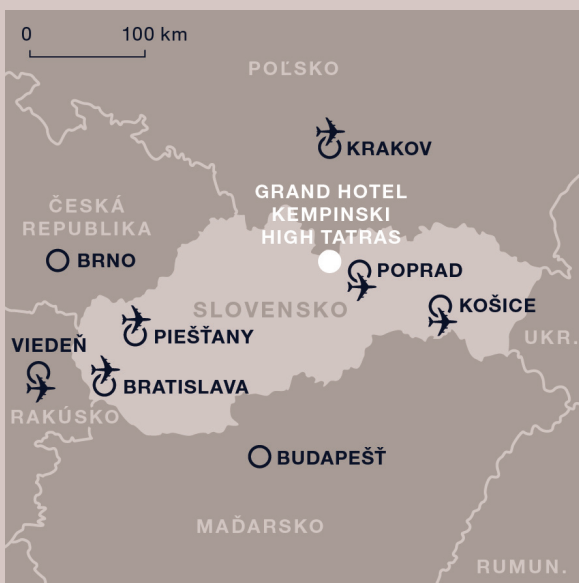 0 100 km
POĽSKO
KRAKOV
GRAND HOTEL
KEMPINSKI
HIGH TATRAS
ČESKÁ
REPUBLIKA
BRNO
POPRAD
SLOVENSKO
KOŠICE
PIEŠŤANY
UKR.
VIEDEŇ
BRATISLAVA
RAKÚSKO
BUDAPEŠŤ
MAĎARSKO
RUMUN.